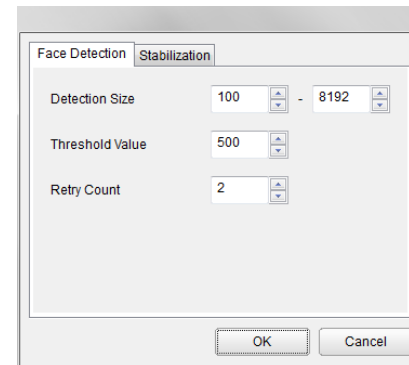 Face Detection Stabilization
Detection Size 100 - 8192
Threshold Value 500
Retry Count 2
OK Cancel